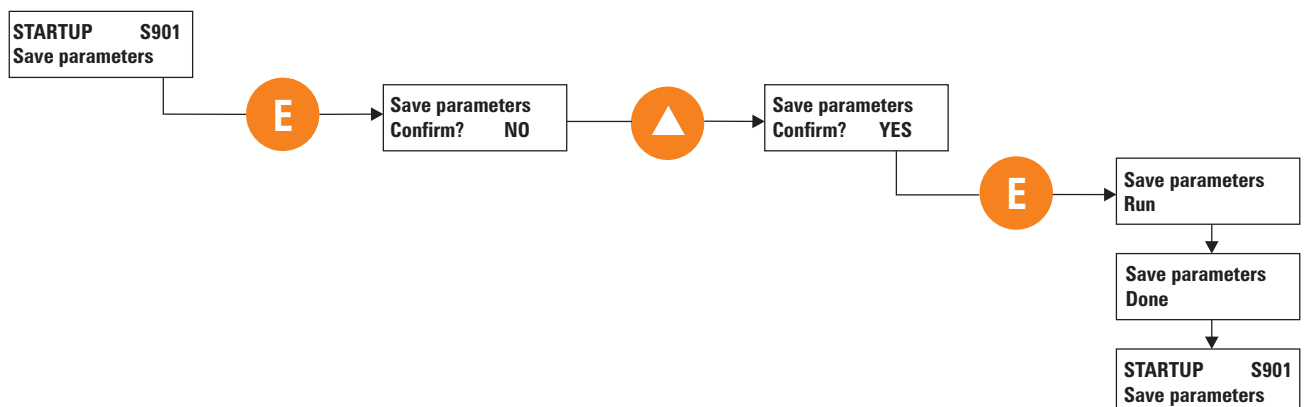 STARTUP S901
Save parameters
E
Save parameters
Confirm? NO
Save parameters
Confirm? YES
E
Save parameters
Run
Save parameters
Done
STARTUP S901
Save parameters